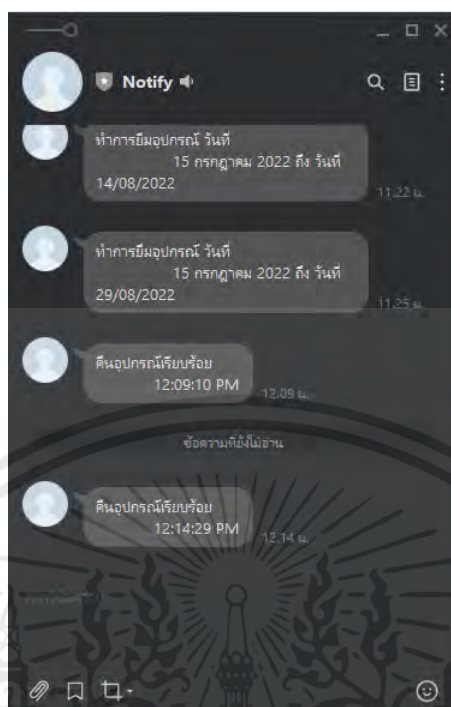 Notify
ทำการยืมอุปกรณ์ วันที่
15 กรกฎาคม 2022 ถึง วันที่
14/08/2022
11.22 น.
ทำการยืมอุปกรณ์ วันที่
15 กรกฎาคม 2022 ถึง วันที่
29/08/2022
11.25 น.
คืนอุปกรณ์เรียบร้อย
12:09:10 PM
12.09 น.
ข้อความที่ยังไม่อ่าน
คืนอุปกรณ์เรียบร้อย
12:14:29 PM
12.14 น.